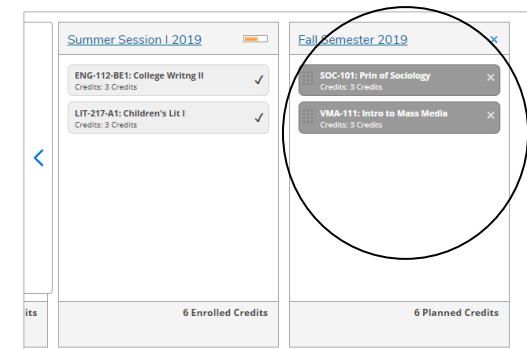 Summer Session I 2019
ENG-112-BE1: College Writng II
Credits: 3 Credits
LIT-217-A1: Children's Lit I
Credits: 3 Credits
its
6 Enrolled Credits
Fall Semester 2019
SOC-101: Prin of Sociology
Credits: 3 Credits
VMA-111: Intro to Mass Media
Credits: 3 Credits
6 Planned Credits